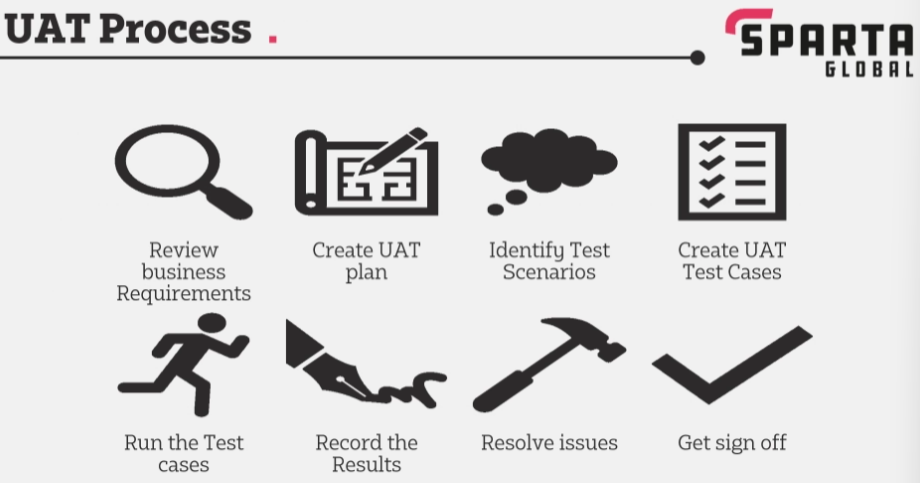 UAT Process .
SPARTA
GLOBAL
Review
business
Requirements
Create UAT
plan
Identify Test
Scenarios
Create UAT
Test Cases
Run the Test
cases
Record the
Results
Resolve issues
Get sign off